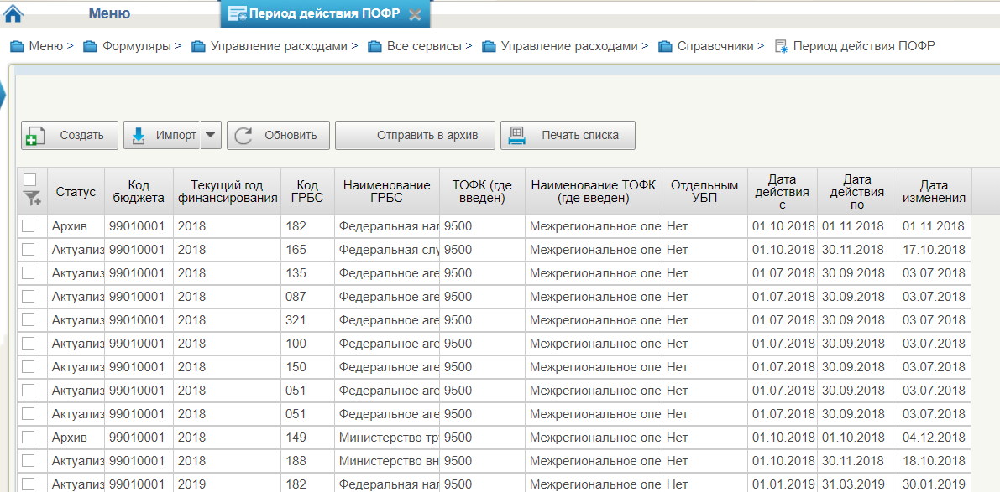 Меню Период действия ПОФР
Меню > Формуляры > Управление расходами > Все сервисы > Управление расходами > Справочники > Период действия ПОФР
Создать Импорт Обновить Отправить в архив Печать списка
Статус Код бюджета Текущий год финансирования Код ГРБС Наименование ГРБС ТОФК (где введен) Наименование ТОФК (где введен) Отдельным УБП Дата действия с Дата действия по Дата изменения
Архив 99010001 2018 182 Федеральная нал 9500 Межрегиональное опе Нет 01.10.2018 01.11.2018 01.11.2018
Актуализ 99010001 2018 165 Федеральная слу 9500 Межрегиональное опе Нет 01.10.2018 30.11.2018 17.10.2018
Актуализ 99010001 2018 135 Федеральное аге 9500 Межрегиональное опе Нет 01.07.2018 30.09.2018 03.07.2018
Актуализ 99010001 2018 087 Федеральное аге 9500 Межрегиональное опе Нет 01.07.2018 30.09.2018 03.07.2018
Актуализ 99010001 2018 321 Федеральное аге 9500 Межрегиональное опе Нет 01.07.2018 30.09.2018 03.07.2018
Актуализ 99010001 2018 100 Федеральное аге 9500 Межрегиональное опе Нет 01.07.2018 30.09.2018 03.07.2018
Актуализ 99010001 2018 150 Федеральное аге 9500 Межрегиональное опе Нет 01.07.2018 30.09.2018 03.07.2018
Актуализ 99010001 2018 051 Федеральное аге 9500 Межрегиональное опе Нет 01.07.2018 30.09.2018 03.07.2018
Актуализ 99010001 2018 051 Федеральное аге 9500 Межрегиональное опе Нет 01.07.2018 30.09.2018 03.07.2018
Архив 99010001 2018 149 Министерство тр 9500 Межрегиональное опе Нет 01.10.2018 01.10.2018 04.12.2018
Актуализ 99010001 2018 188 Министерство вн 9500 Межрегиональное опе Нет 01.10.2018 30.11.2018 18.10.2018
Актуализ 99010001 2019 182 Федеральная нал 9500 Межрегиональное опе Нет 01.01.2019 31.03.2019 30.01.2019